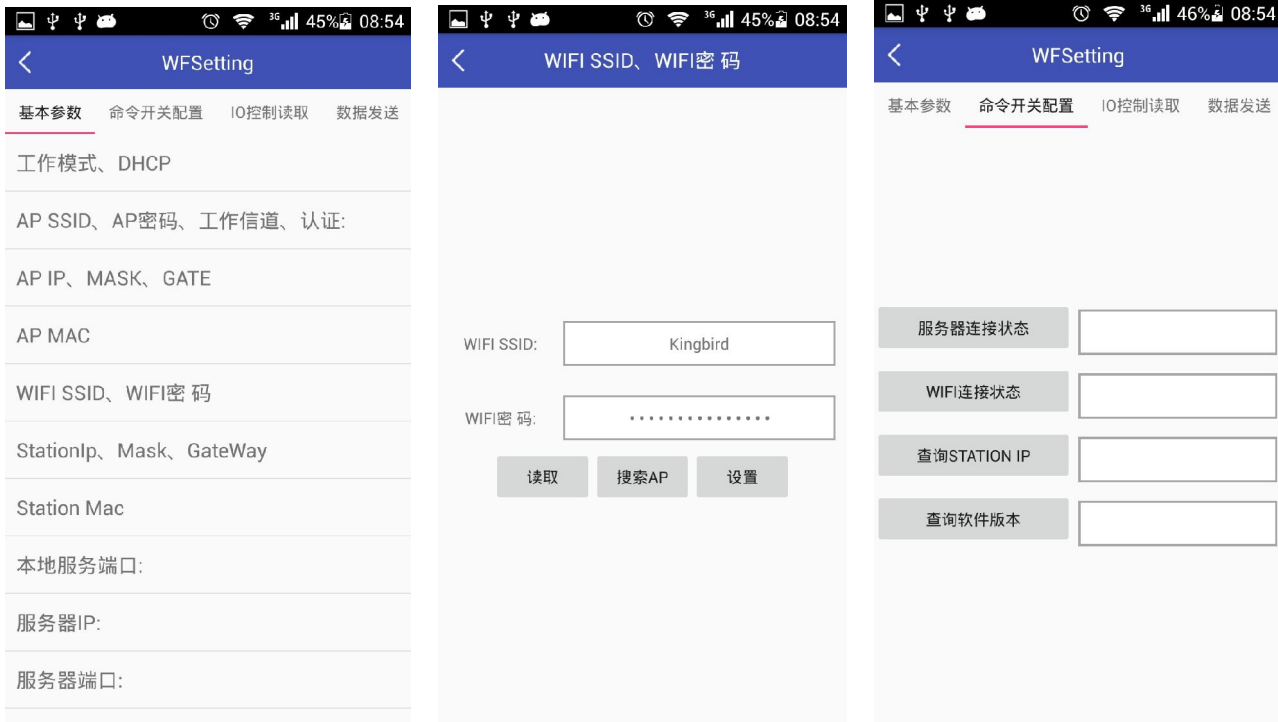 3G 45% 08:54
WFSetting
基本参数 命令开关配置 IO控制读取 数据发送
工作模式、DHCP
AP SSID、AP密码、工作信道、认证:
AP IP、MASK、GATE
AP MAC
WIFI SSID、WIFI密 码
StationIp、Mask、GateWay
Station Mac
本地服务端口:
服务器IP:
服务器端口:
3G 45% 08:54
WIFI SSID、WIFI密 码
WIFI SSID: Kingbird
WIFI密 码: ••••••••••••••
读取 搜索AP 设置
3G 46% 08:54
WFSetting
基本参数 命令开关配置 IO控制读取 数据发送
服务器连接状态
WIFI连接状态
查询STATION IP
查询软件版本